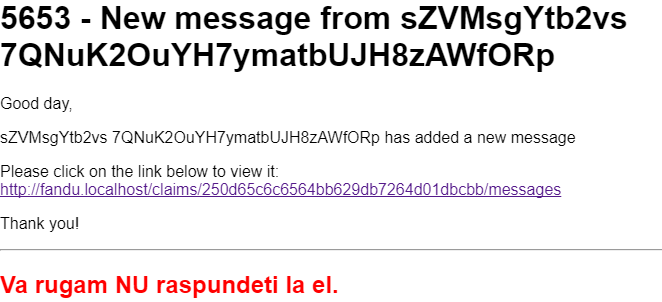 5653 - New message from sZVMsgYtb2vs
7QNuK2OuYH7ymatbUJH8zAWfORp
Good day,
sZVMsgYtb2vs 7QNuK2OuYH7ymatbUJH8zAWfORp has added a new message
Please click on the link below to view it:
http://fandu.localhost/claims/250d65c6c6564bb629db7264d01dbcbb/messages
Thank you!
Va rugam NU raspundeti la el.